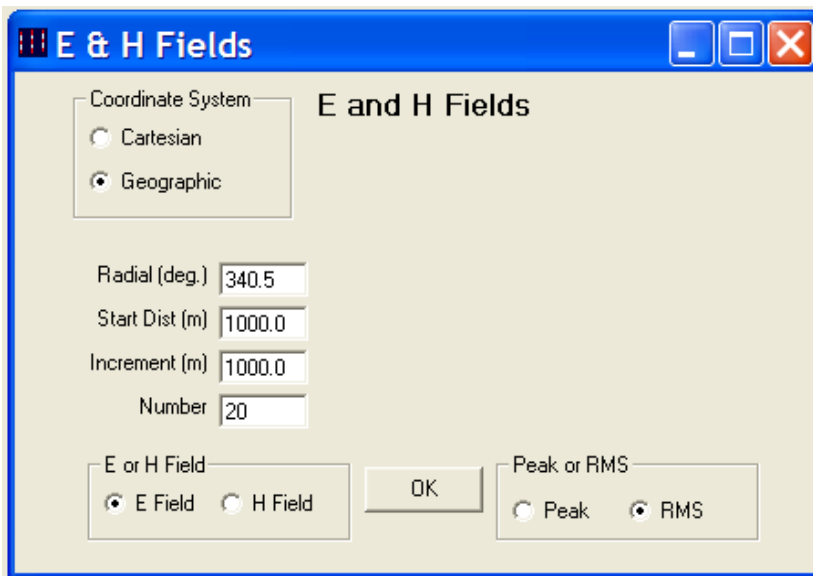 E & H Fields
Coordinate System
E and H Fields
Cartesian
Geographic
Radial (deg.) 340.5
Start Dist (m) 1000.0
Increment (m) 1000.0
Number 20
E or H Field
E Field H Field
OK
Peak or RMS
Peak RMS